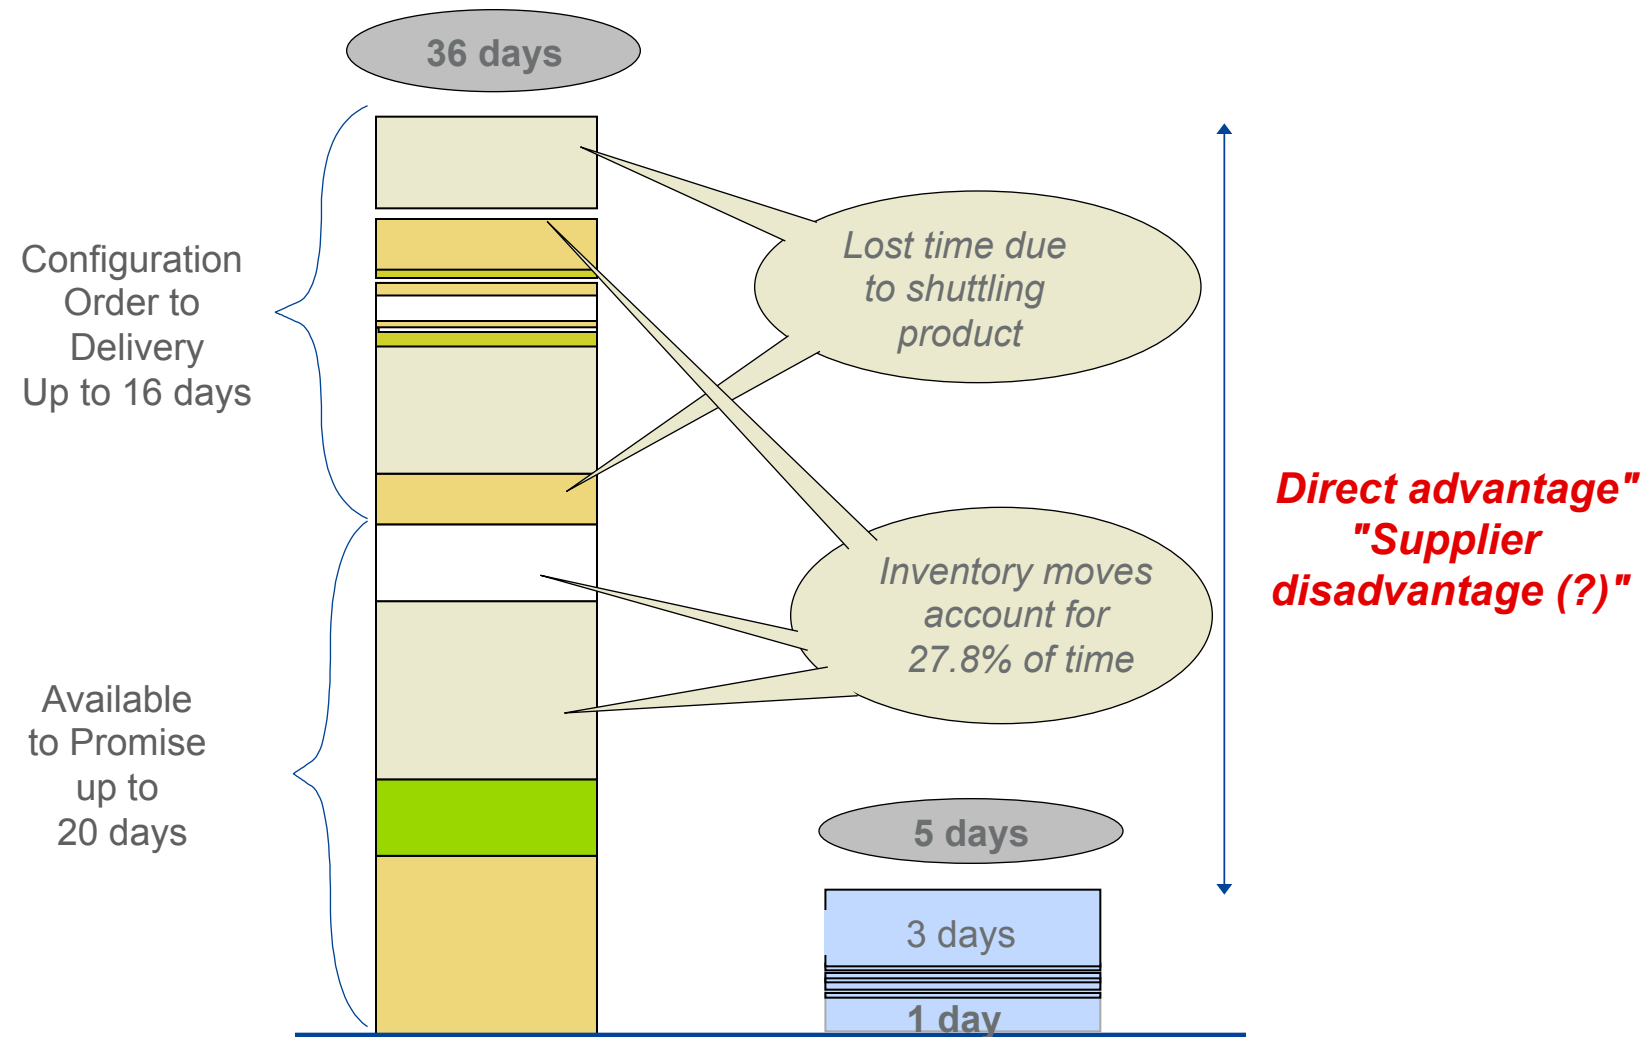 36 days
Configuration
Order to
Delivery
Up to 16 days
Lost time due
to shuttling
product
Direct advantage"
"Supplier
disadvantage (?)"
Inventory moves
account for
27.8% of time
Available
to Promise
up to
20 days
5 days
3 days
1 day